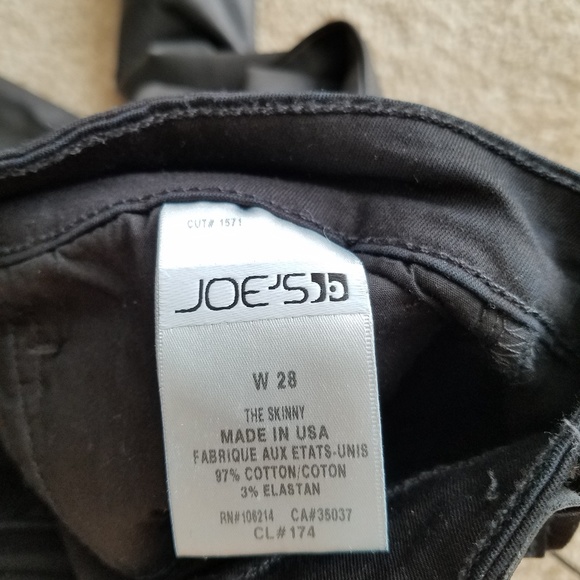 CUT# 1571
JOE'S
W 28
THE SKINNY
MADE IN USA
FABRIQUE AUX ETATS-UNIS
97% COTTON/COTON
3% ELASTAN
RN#106214 CA#35037
CL#174